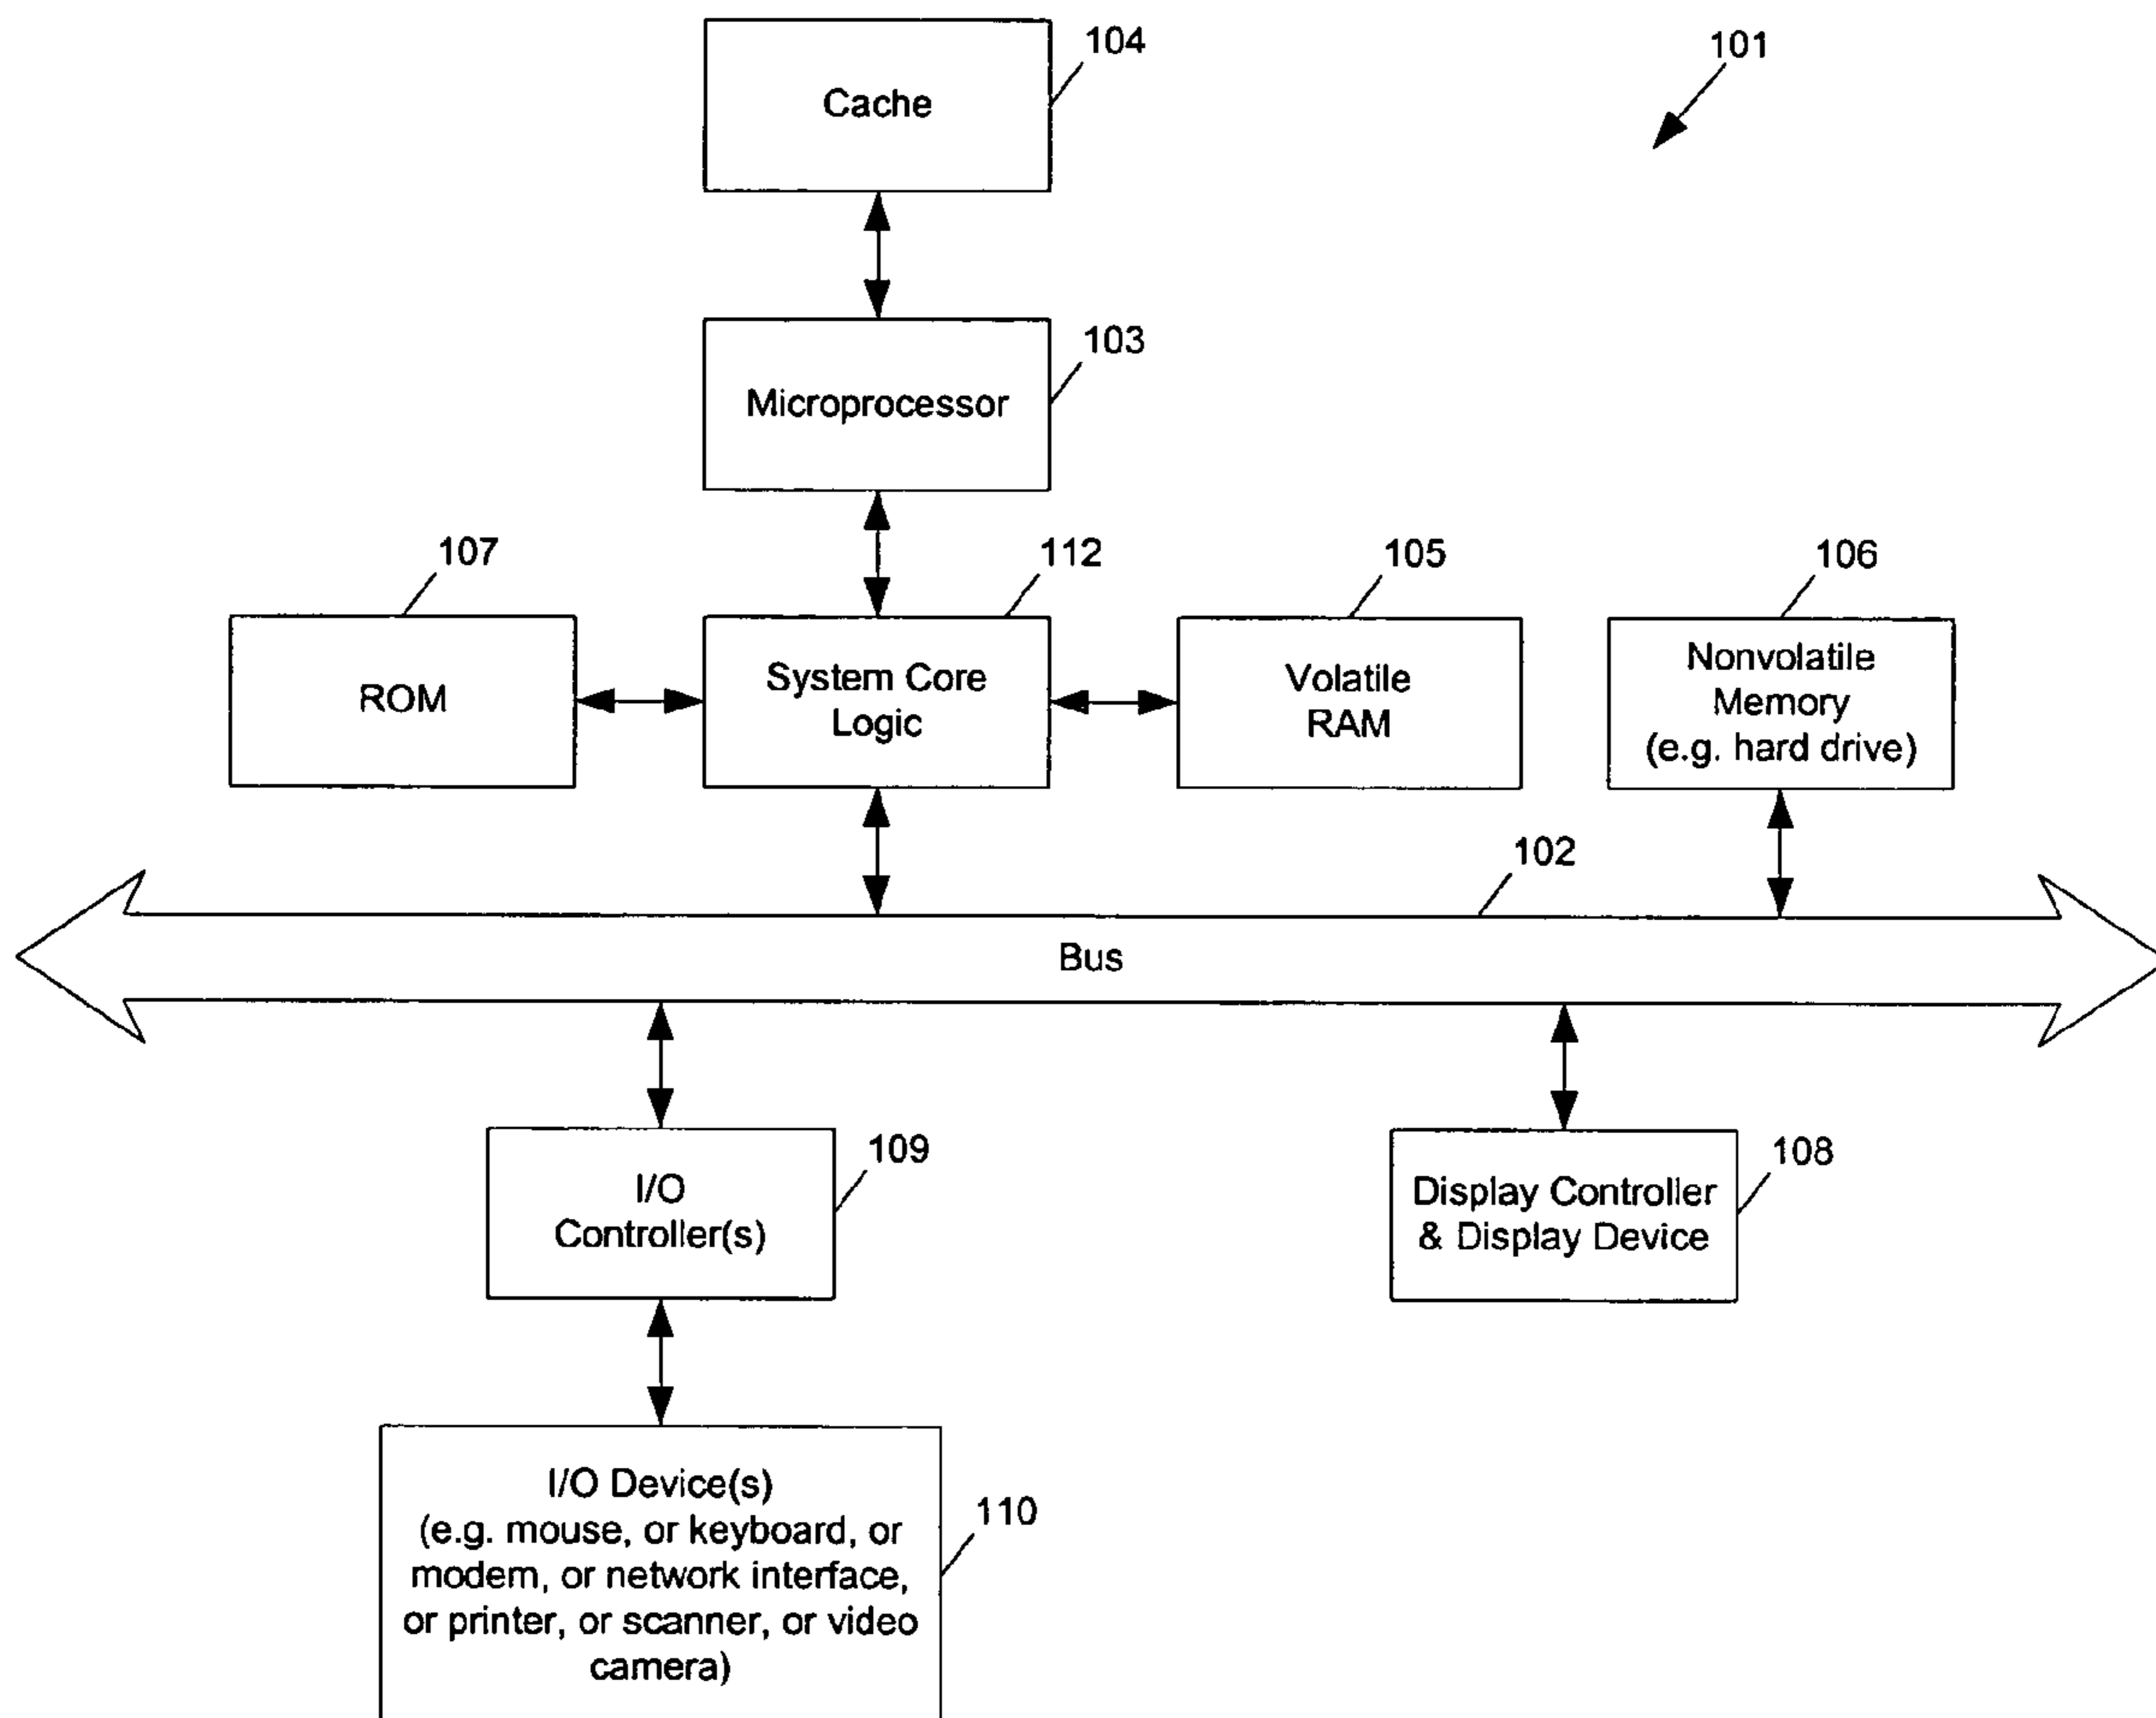 104
101
Cache
103
Microprocessor
107
112
105
106
ROM
System Core
Logic
Volatile
RAM
Nonvolatile
Memory
(e.g. hard drive)
102
Bus
109
108
I/O
Controller(s)
Display Controller
& Display Device
I/O Device(s)
(e.g. mouse, or keyboard, or
modem, or network interface,
or printer, or scanner, or video
camera)
110